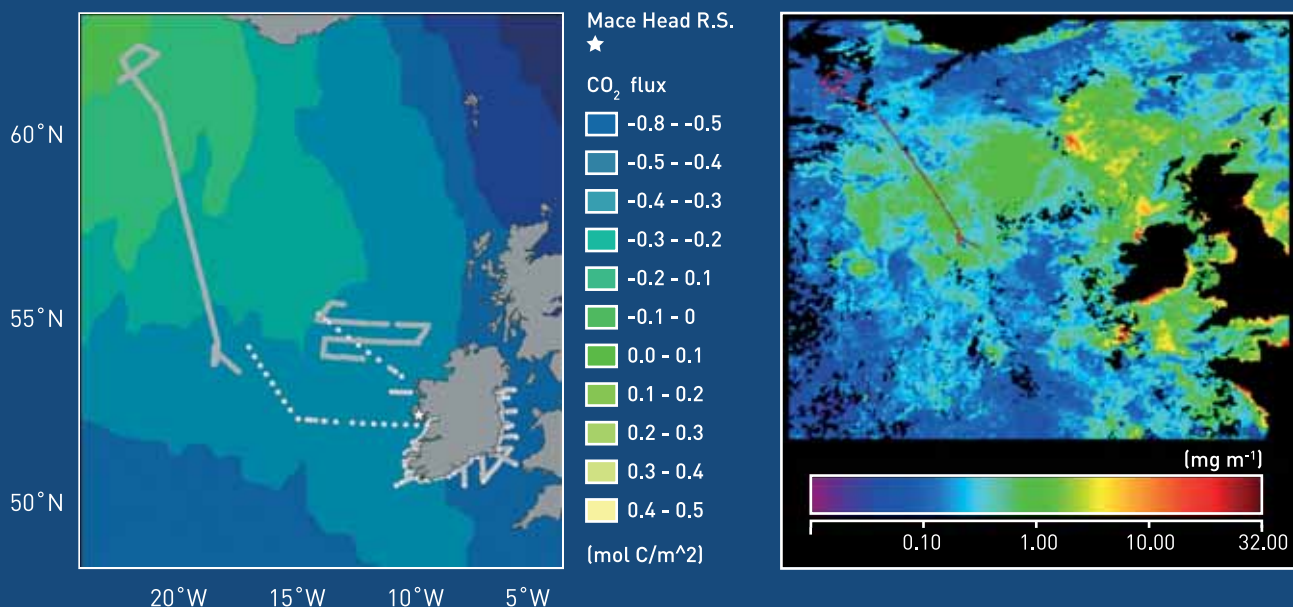 60°N
55°N
50°N
20°W 15°W 10°W 5°W
Mace Head R.S.
CO₂ flux
-0.8 - -0.5
-0.5 - -0.4
-0.4 - -0.3
-0.3 - -0.2
-0.2 - 0.1
-0.1 - 0
0.0 - 0.1
0.1 - 0.2
0.2 - 0.3
0.3 - 0.4
0.4 - 0.5
(mol C/m^2)
(mg m⁻¹)
0.10 1.00 10.00 32.00